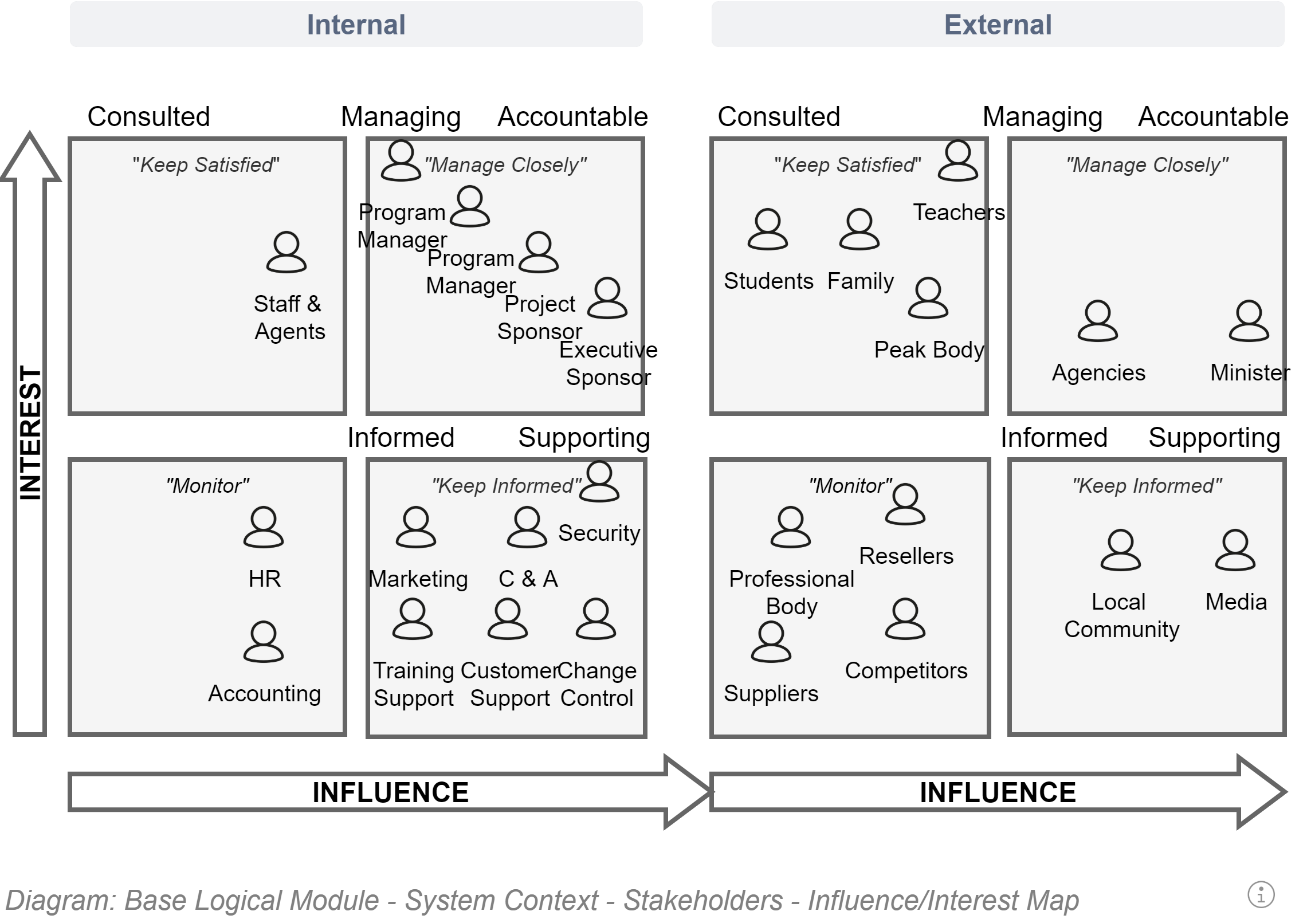 Internal
External
Consulted
Managing
Accountable
Consulted
Managing
Accountable
"Keep Satisfied"
"Manage Closely"
Program
Manager
Program
Manager
Staff &
Agents
Project
Sponsor
Executive
Sponsor
"Keep Satisfied"
Teachers
Students
Family
Peak Body
"Manage Closely"
Agencies
Minister
INTEREST
Informed
Supporting
Informed
Supporting
"Monitor"
HR
Accounting
"Keep Informed"
Security
Marketing
C & A
Training
Support
Customer
Support
Change
Control
"Monitor"
Resellers
Professional
Body
Suppliers
Competitors
"Keep Informed"
Local
Community
Media
INFLUENCE
INFLUENCE
Diagram: Base Logical Module - System Context - Stakeholders - Influence/Interest Map